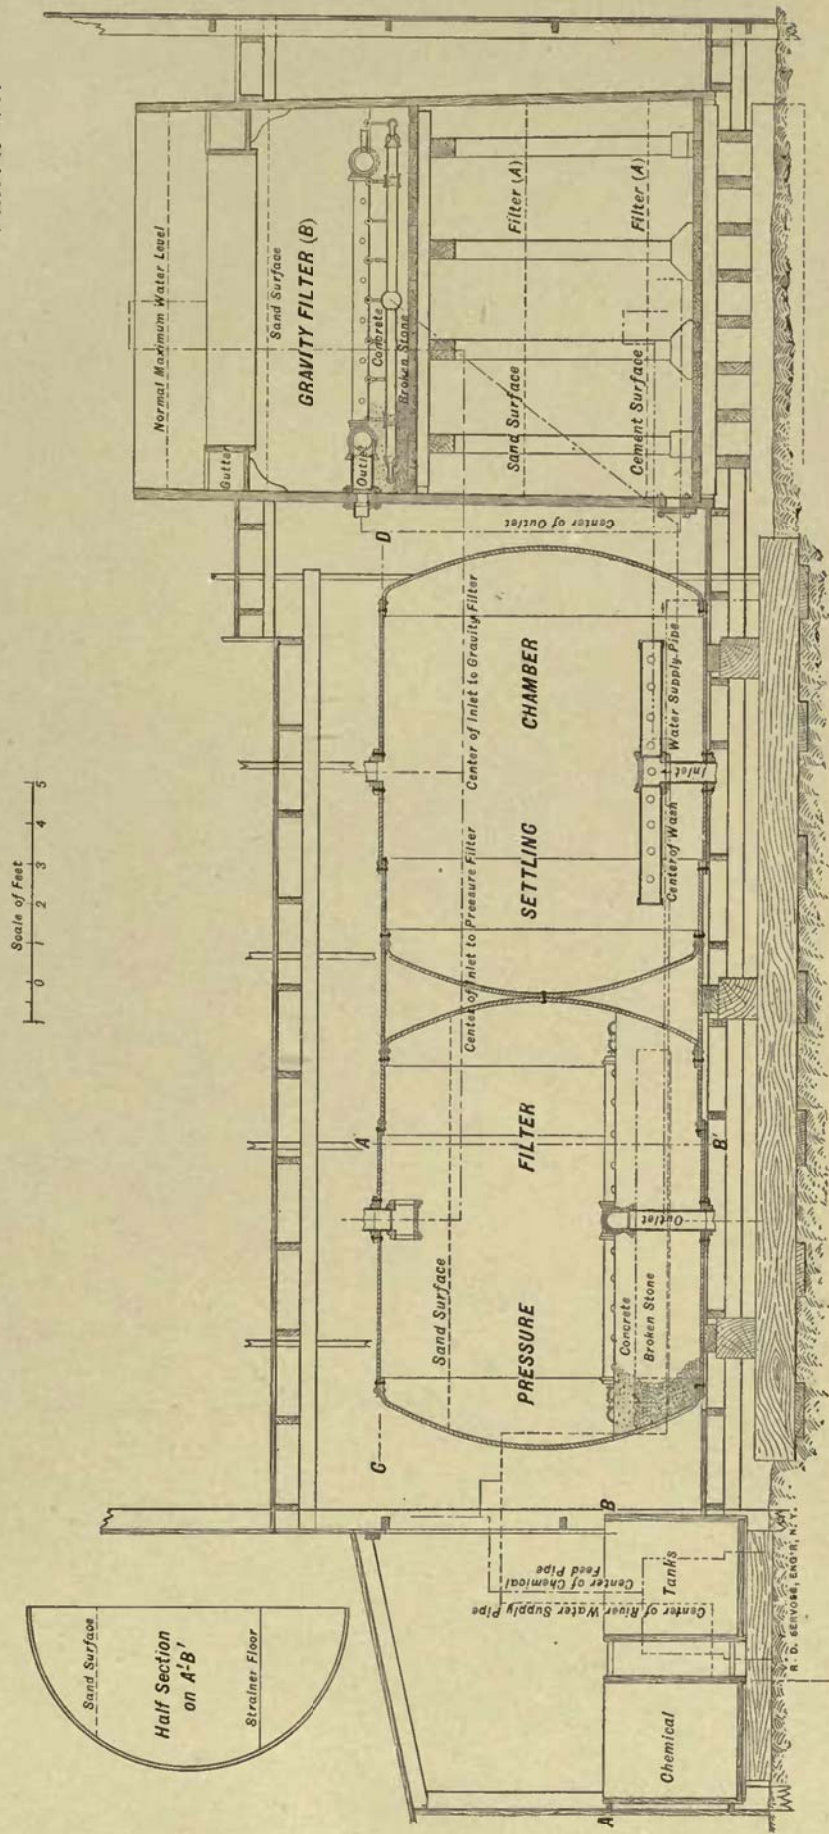 Scale of Feet
1 0 1 2 3 4 5
Normal Maximum Water Level
Gutter
Sand Surface
GRAVITY FILTER (B)
Outlet
Concrete
Broken Stone
Filter (A)
Sand Surface
Filter (A)
Cement Surface
Center of Outlet
D
Center of Inlet to Gravity Filter
Center of Inlet to Pressure Filter
SETTLING CHAMBER
Water Supply Pipe
Center of Wash
Inlet
A'
B'
Sand Surface
PRESSURE FILTER
Concrete
Broken Stone
Outlet
C
Half Section
on A'-B'
Sand Surface
Strainer Floor
Center of Chemical
Feed Pipe
Center of River Water Supply Pipe
A
B
Chemical Tanks
R. D. SERVOSS, ENG'R, N.Y.